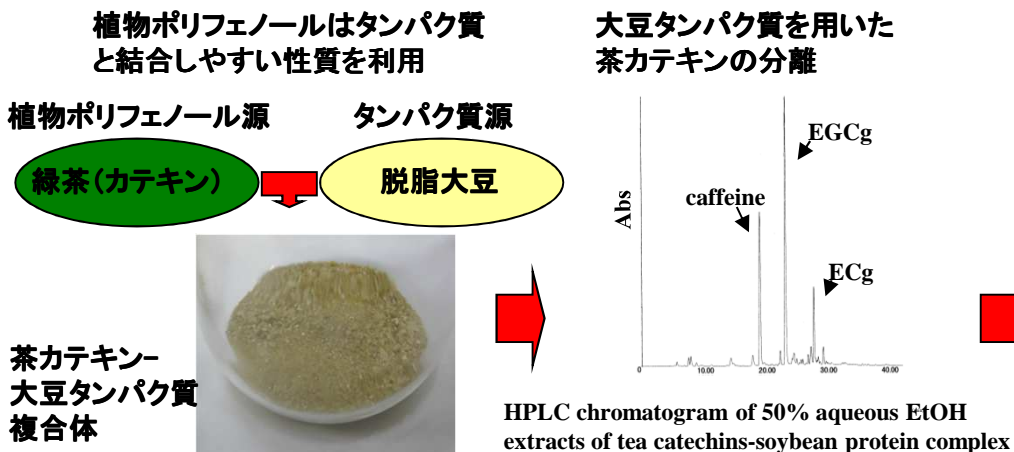 植物ポリフェノールはタンパク質
と結合しやすい性質を利用
植物ポリフェノール源
タンパク質源
緑茶(カテキン)
脱脂大豆
茶カテキン−
大豆タンパク質
複合体
大豆タンパク質を用いた
茶カテキンの分離
Abs
caffeine
EGCg
ECg
0 10.00 20.00 30.00 40.00
HPLC chromatogram of 50% aqueous EtOH
extracts of tea catechins-soybean protein complex